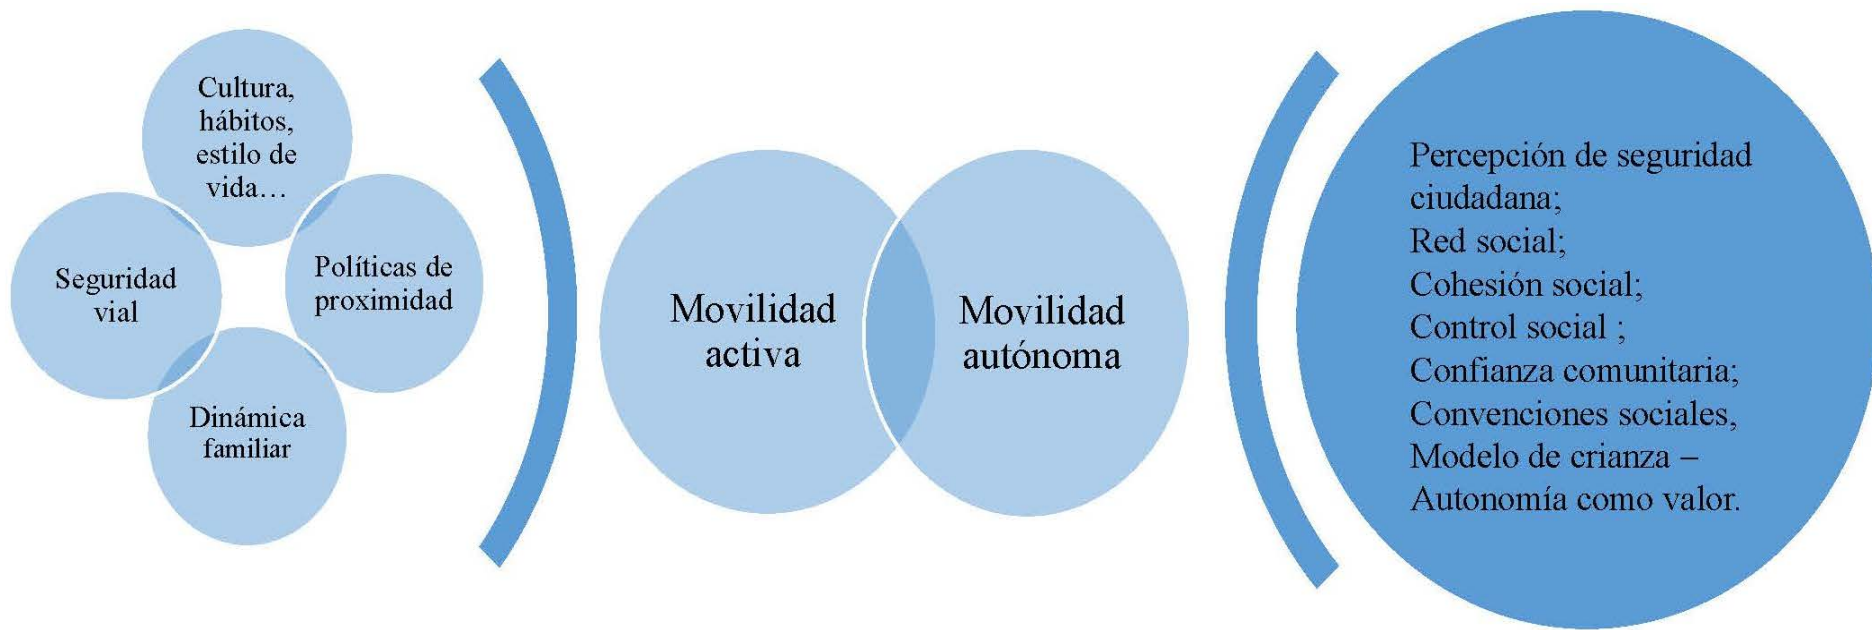 Cultura,
hábitos,
estilo de
vida…
Seguridad
vial
Políticas de
proximidad
Dinámica
familiar
Movilidad
activa
Movilidad
autónoma
Percepción de seguridad
ciudadana;
Red social;
Cohesión social;
Control social ;
Confianza comunitaria;
Convenciones sociales,
Modelo de crianza –
Autonomía como valor.